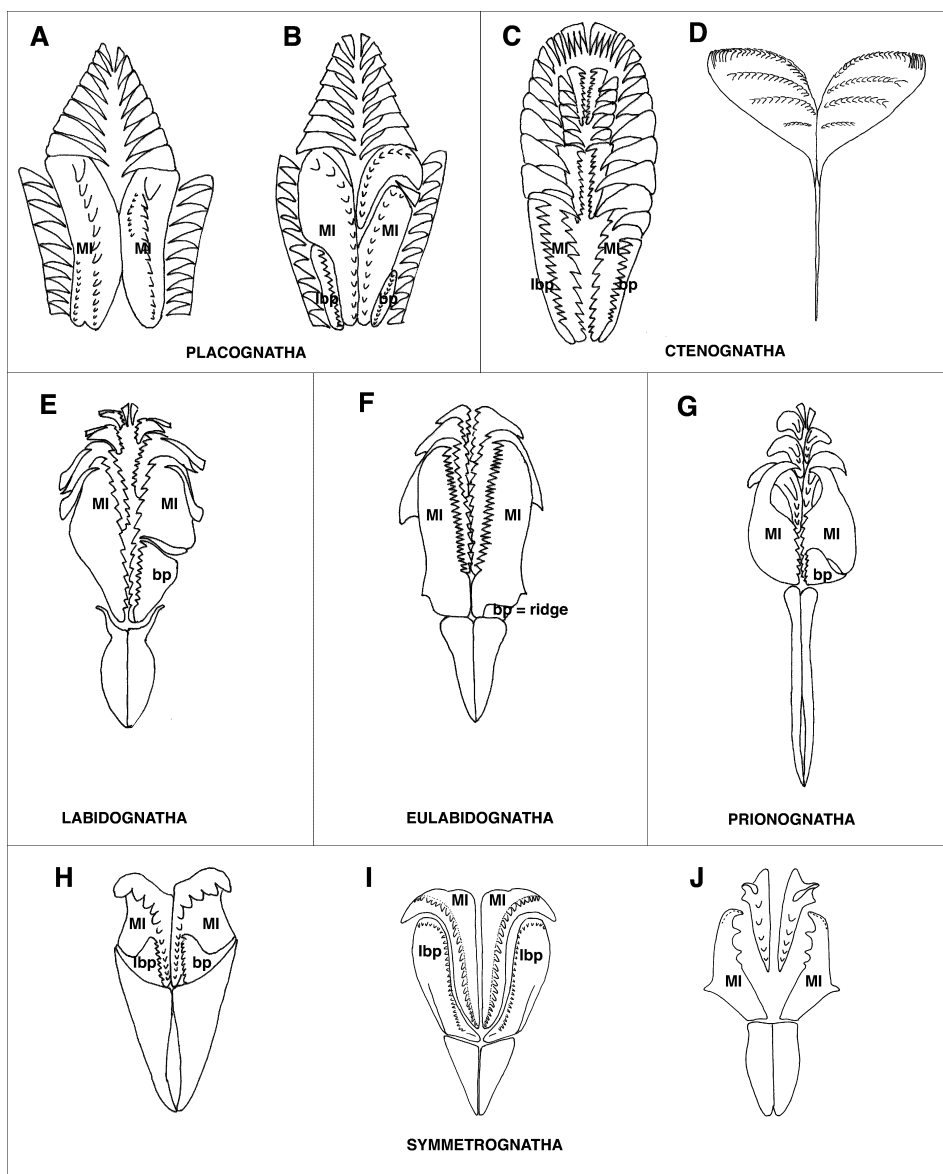 A B C D
MI MI MI MI MI MI
lbp bp lbp bp
PLACOGNATHA CTENOGNATHA
E F G
MI MI MI MI MI MI
bp bp = ridge bp
LABIDOGNATHA EULABIDOGNATHA PRIONOGNATHA
H I J
MI MI MI MI MI MI
lbp bp lbp lbp
SYMMETROGNATHA